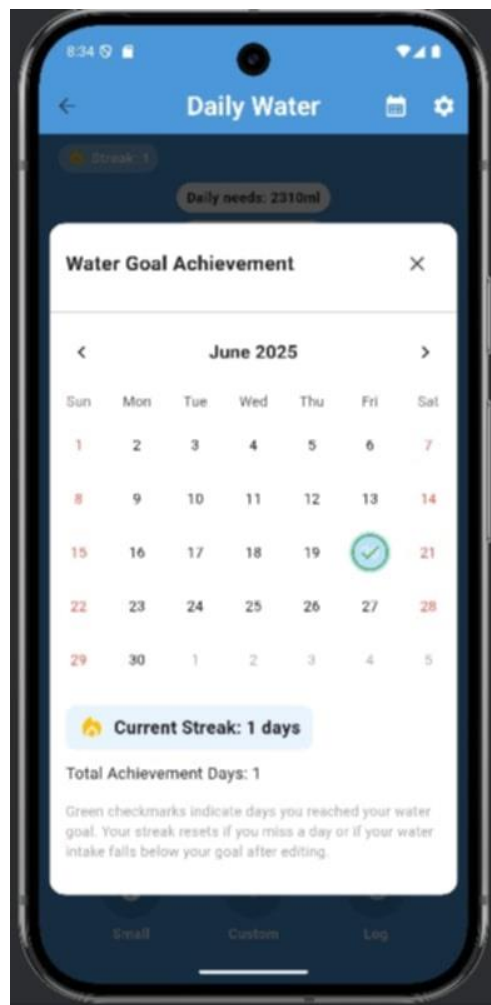 8:34
Daily Water
Streak: 1
Daily needs: 2310ml
Water Goal Achievement
June 2025
Sun Mon Tue Wed Thu Fri Sat
1 2 3 4 5 6 7
8 9 10 11 12 13 14
15 16 17 18 19 21
22 23 24 25 26 27 28
29 30 1 2 3 4 5
Current Streak: 1 days
Total Achievement Days: 1
Green checkmarks indicate days you reached your water
goal. Your streak resets if you miss a day or if your water
intake falls below your goal after editing.
Small Custom Log